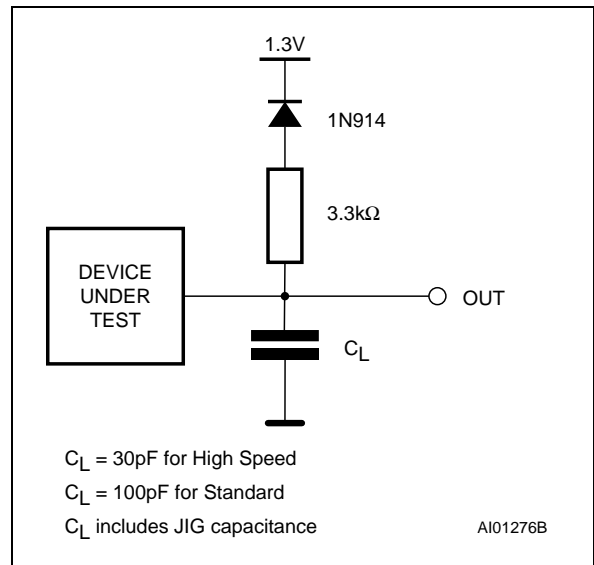 1.3V
1N914
3.3kΩ
DEVICE
UNDER
TEST
OUT
CL
CL = 30pF for High Speed
CL = 100pF for Standard
CL includes JIG capacitance
AI01276B